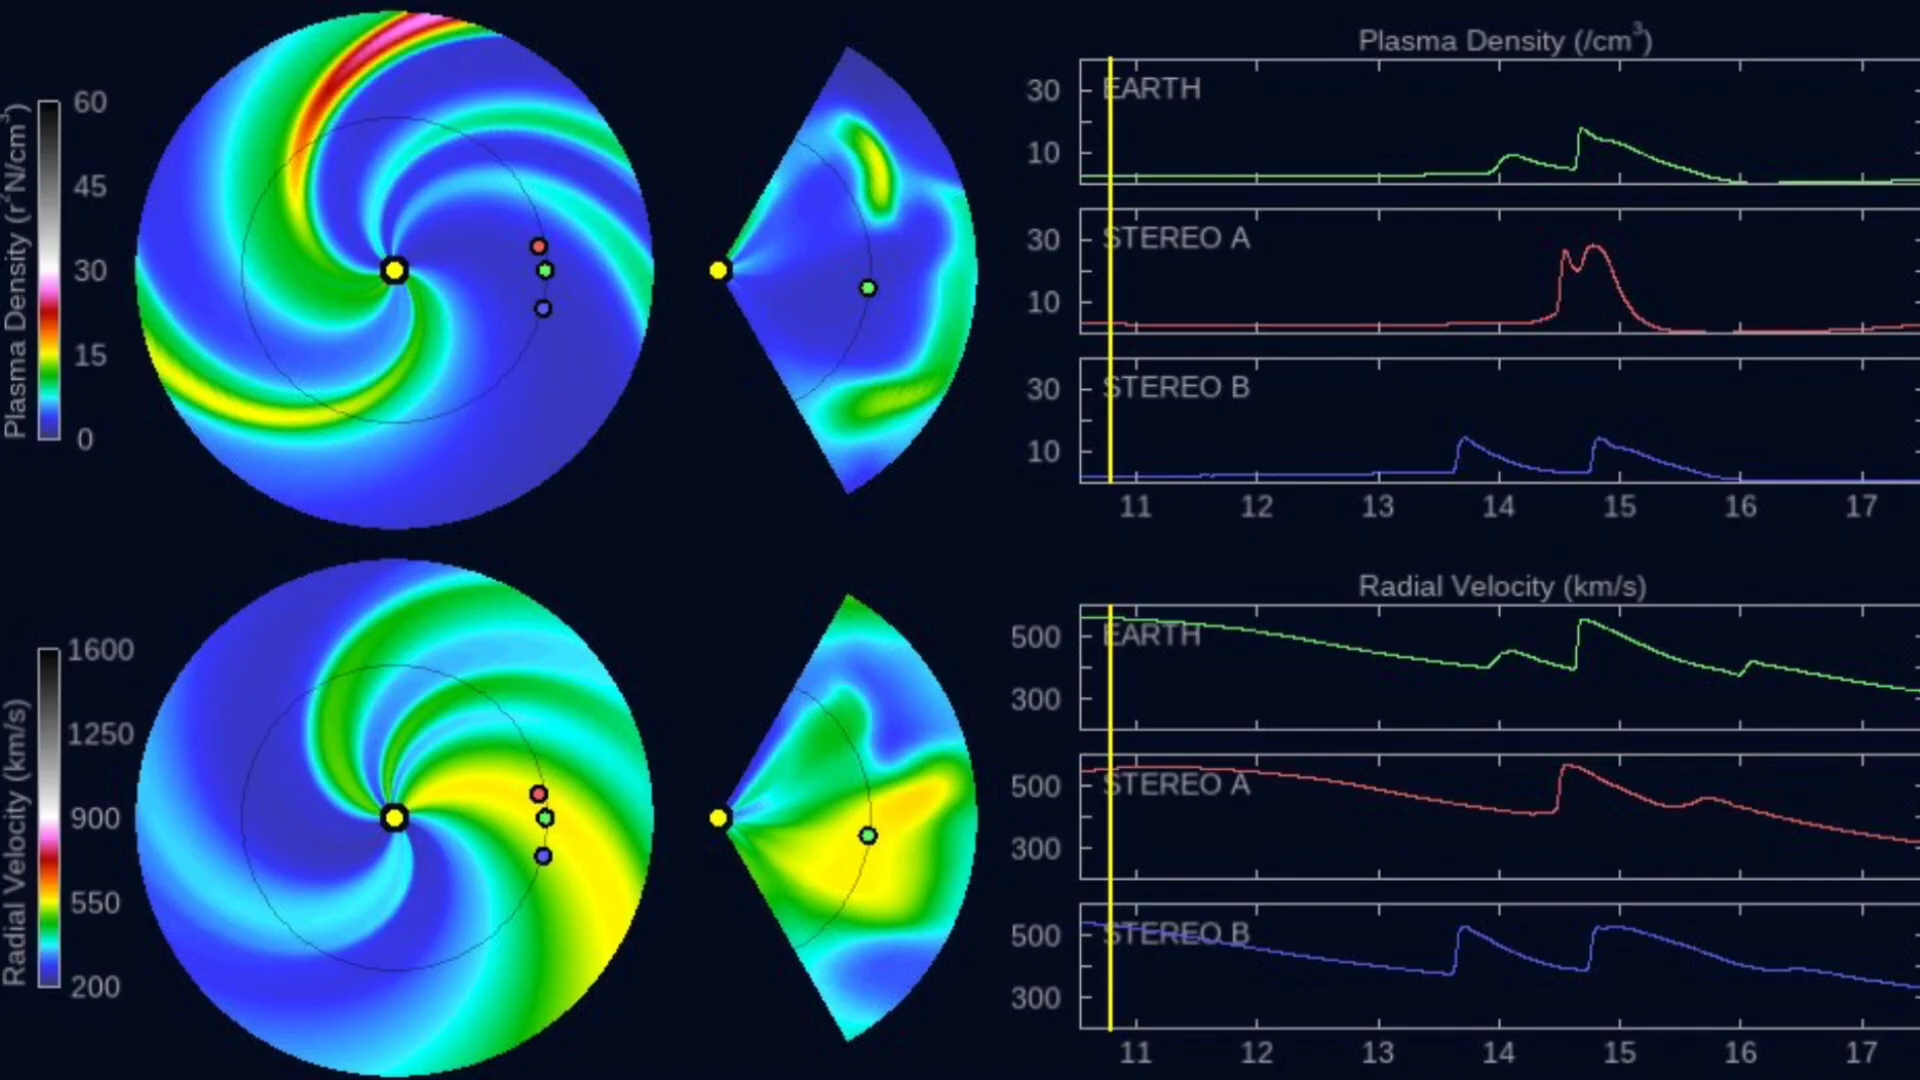 Plasma Density (r²N/cm³)
60
45
30
15
0
Plasma Density (/cm³)
EARTH
30
10
STEREO A
30
10
STEREO B
30
10
11 12 13 14 15 16 17
Radial Velocity (km/s)
1600
1250
900
550
200
Radial Velocity (km/s)
EARTH
500
300
STEREO A
500
300
STEREO B
500
300
11 12 13 14 15 16 17